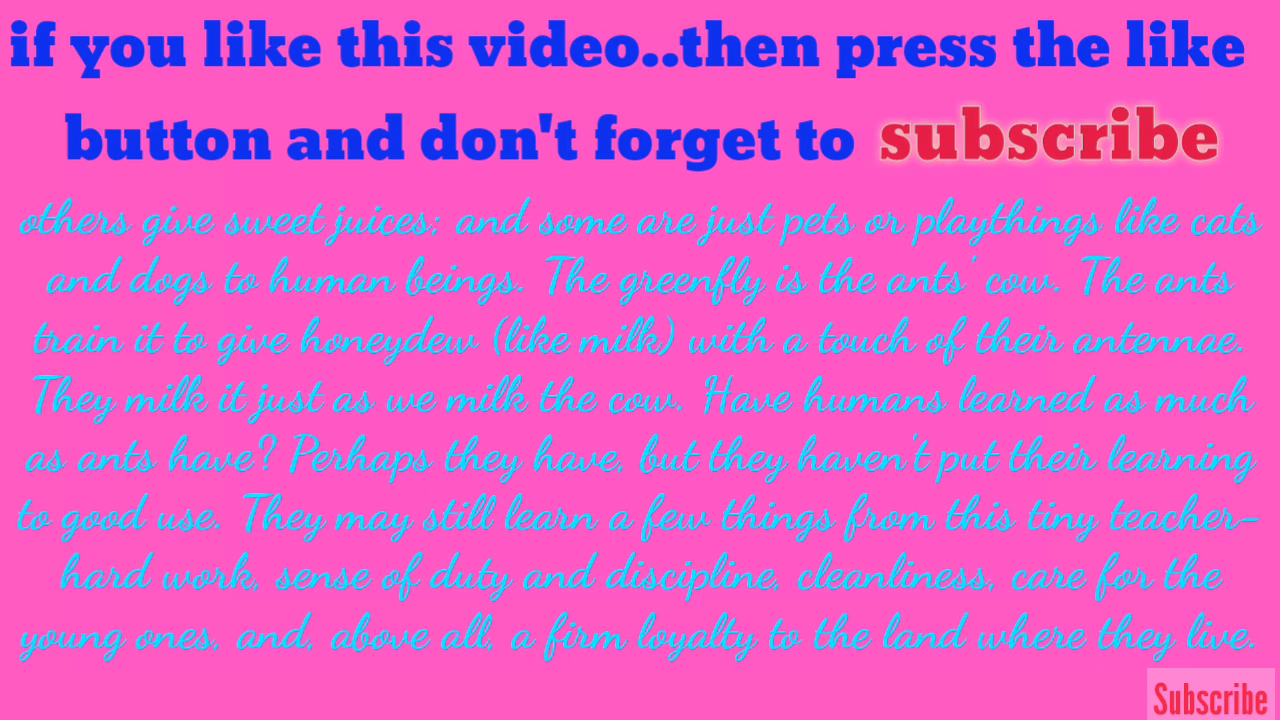 if you like this video..then press the like
button and don't forget to subscribe
others give sweet juices; and some are just pets or playthings like cats
and dogs to human beings. The greenfly is the ants' cow. The ants
train it to give honeydew (like milk) with a touch of their antennae.
They milk it just as we milk the cow. Have humans learned as much
as ants have? Perhaps they have, but they haven't put their learning
to good use. They may still learn a few things from this tiny teacher-
hard work, sense of duty and discipline, cleanliness, care for the
young ones, and, above all, a firm loyalty to the land where they live.
Subscribe